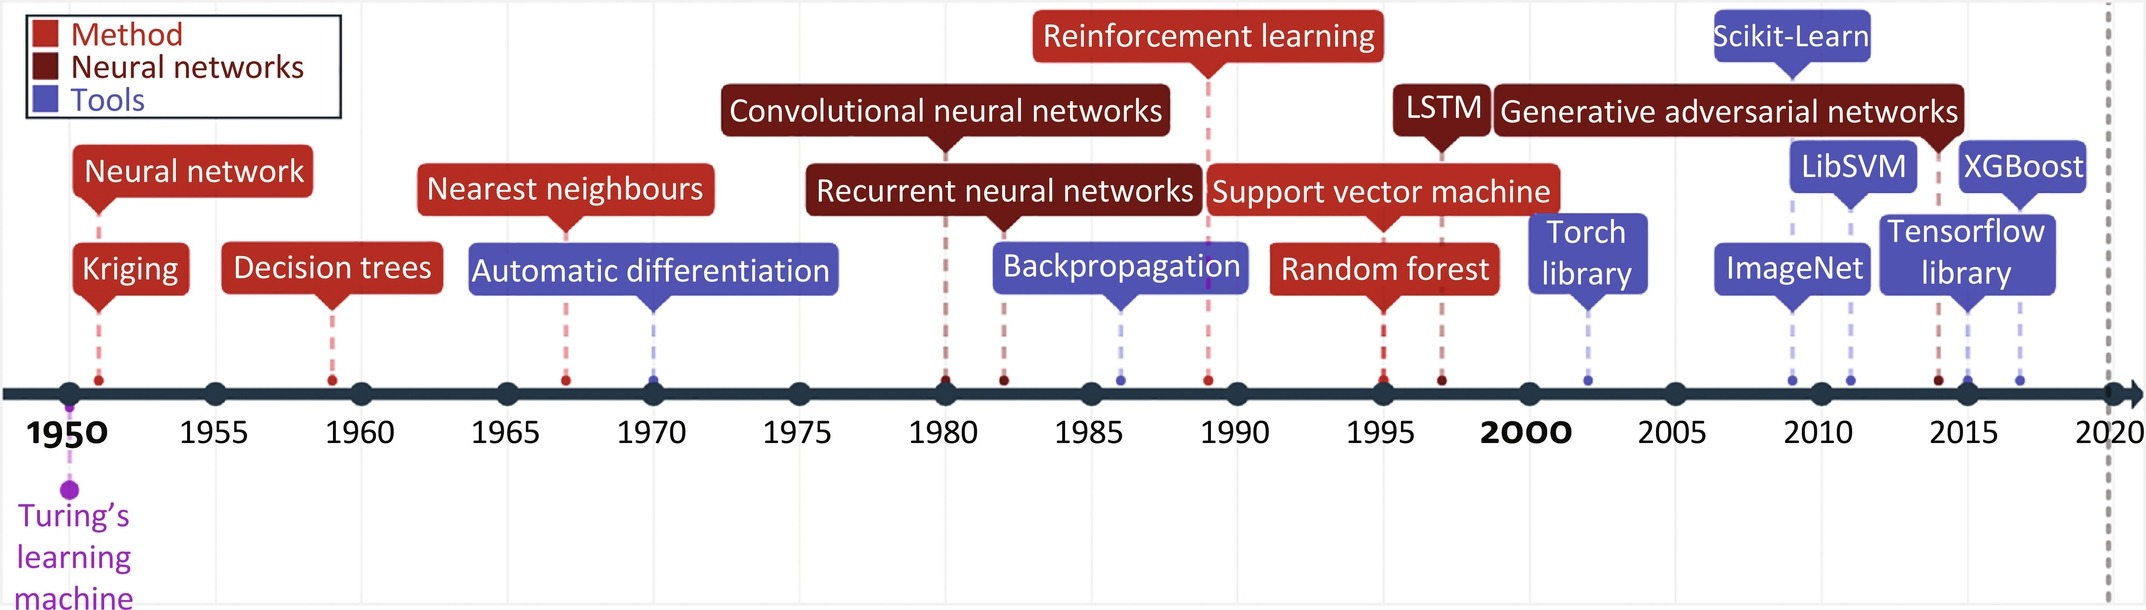 Method
Neural networks
Tools
Reinforcement learning
Scikit-Learn
Convolutional neural networks
LSTM
Generative adversarial networks
Neural network
Nearest neighbours
Recurrent neural networks
Support vector machine
LibSVM
XGBoost
Kriging
Decision trees
Automatic differentiation
Backpropagation
Random forest
Torch
library
ImageNet
Tensorflow
library
1950 1955 1960 1965 1970 1975 1980 1985 1990 1995 2000 2005 2010 2015 2020
Turing’s
learning
machine